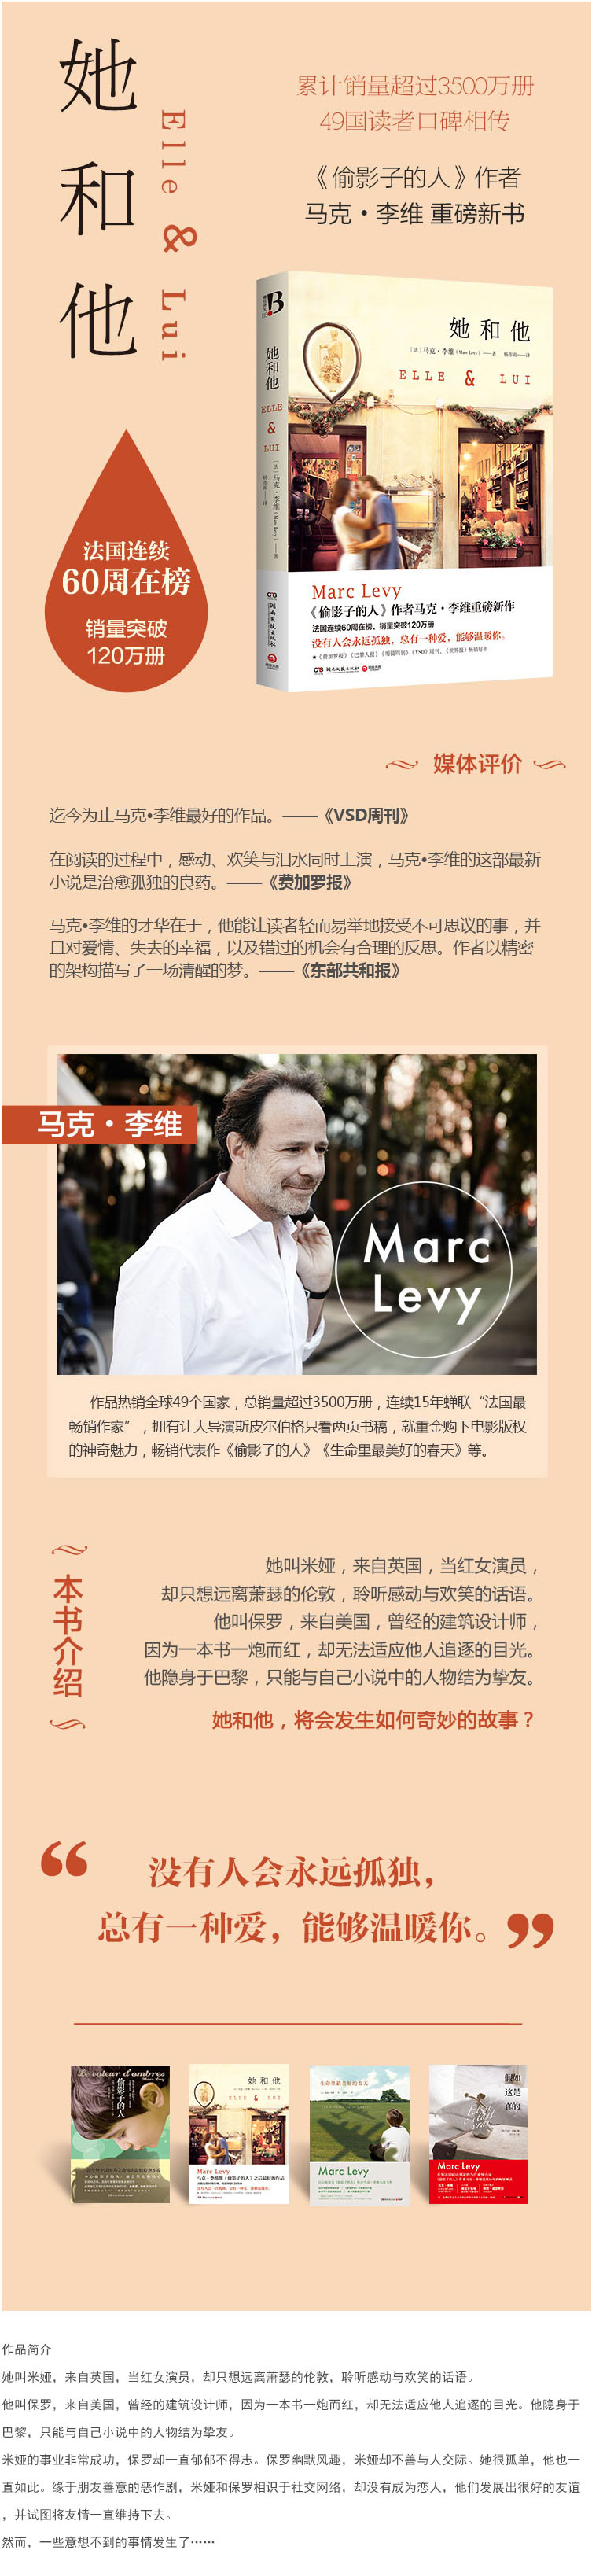 她和他
Elle & Lui
累计销量超过3500万册
49国读者口碑相传
《偷影子的人》作者
马克·李维 重磅新书
她和他
ELLE
&
LUI
〔法〕马克·李维(Marc Levy)——著
湖南文艺出版社
她和他
〔法〕马克·李维(Marc Levy)——著
ELLE & LUI
Marc Levy
《偷影子的人》作者马克·李维重磅新作
法国连续60周在榜,销量突破120万册
没有人会永远孤独,总有一种爱,能够温暖你。
湖南文艺出版社
法国连续
60周在榜
销量突破
120万册
媒体评价
迄今为止马克•李维最好的作品。——《VSD周刊》
在阅读的过程中，感动、欢笑与泪水同时上演，马克•李维的这部最新
小说是治愈孤独的良药。——《费加罗报》
马克•李维的才华在于，他能让读者轻而易举地接受不可思议的事，并
且对爱情、失去的幸福，以及错过的机会有合理的反思。作者以精密
的架构描写了一场清醒的梦。——《东部共和报》
马克·李维
Marc
Levy
作品热销全球49个国家，总销量超过3500万册，连续15年蝉联“法国最
畅销作家”，拥有让大导演斯皮尔伯格只看两页书稿，就重金购下电影版权
的神奇魅力，畅销代表作《偷影子的人》《生命里最美好的春天》等。
本书介绍
她叫米娅，来自英国，当红女演员，
却只想远离萧瑟的伦敦，聆听感动与欢笑的话语。
他叫保罗，来自美国，曾经的建筑设计师，
因为一本书一炮而红，却无法适应他人追逐的目光。
他隐身于巴黎，只能与自己小说中的人物结为挚友。
她和他，将会发生如何奇妙的故事？
“没有人会永远孤独,
总有一种爱, 能够温暖你。”
Le voleur d'ombres
Marc Levy
偷影子的人
她和他
ELLE & LUI
Marc Levy
生命里最美好的春天
Marc Levy
假如
这是
真的
Marc Levy
作品简介
她叫米娅，来自英国，当红女演员，却只想远离萧瑟的伦敦，聆听感动与欢笑的话语。
他叫保罗，来自美国，曾经的建筑设计师，因为一本书一炮而红，却无法适应他人追逐的目光。他隐身于
巴黎，只能与自己小说中的人物结为挚友。
米娅的事业非常成功，保罗却一直郁郁不得志。保罗幽默风趣，米娅却不善与人交际。她很孤单，他也一
直如此。缘于朋友善意的恶作剧，米娅和保罗相识于社交网络，却没有成为恋人，他们发展出很好的友谊
，并试图将友情一直维持下去。
然而，一些意想不到的事情发生了……